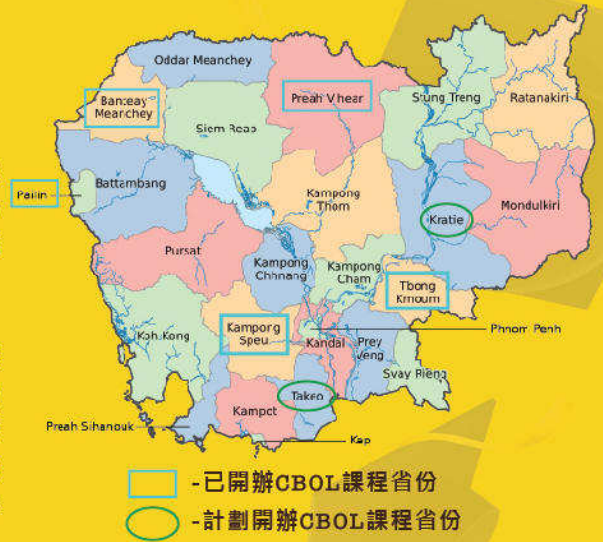 Oddar Meanchey
Banteay
Meanchey
Preah Vihear
Stung Treng
Ratanakiri
Siem Reap
Pailin
Battambang
Kampong
Thom
Kratie
Mondulkiri
Pursat
Kampong
Chhnang
Kampong
Cham
Tbong
Kmoum
Koh Kong
Kampong
Speu
Kandal
Prey
Veng
Phnom Penh
Svay Rieng
Takeo
Kampot
Preah Sihanouk
Kep
-已開辦CBOL課程省份
-計劃開辦CBOL課程省份